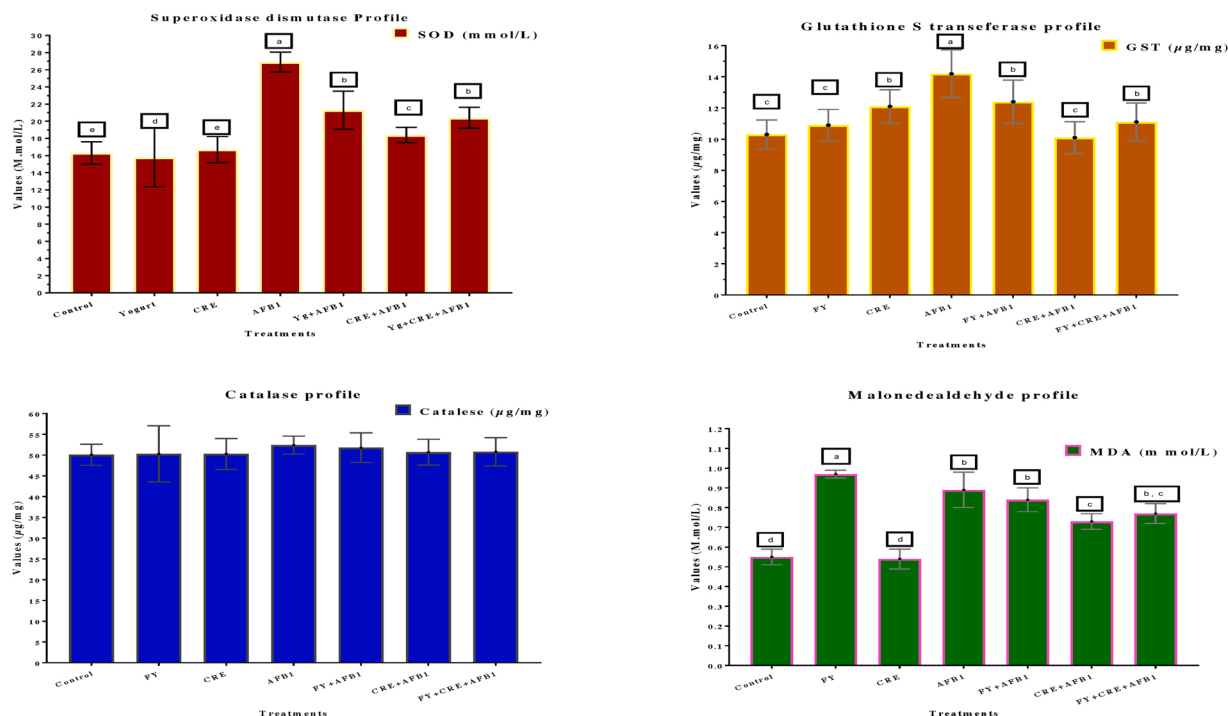 Superoxidase dismutase Profile
SOD (mmol/L)
Values (M.mol/L)
30
28
26
24
22
20
18
16
14
12
10
8
6
4
2
0
e
d
e
a
b
c
b
Control
Yogurt
CRE
AFB1
Yg+AFB1
CRE+AFB1
Yg+CRE+AFB1
Treatments
Glutathione S transeferase profile
GST (µg/mg)
Values (µg/mg)
16
14
12
10
8
6
4
2
0
c
c
b
a
b
c
b
Control
FY
CRE
AFB1
FY+AFB1
CRE+AFB1
FY+CRE+AFB1
Treatments
Catalase profile
Catalese (µg/mg)
Values (µg/mg)
60
55
50
45
40
35
30
25
20
15
10
5
0
Control
FY
CRE
AFB1
FY+AFB1
CRE+AFB1
FY+CRE+AFB1
Treatments
Malonedealdehyde profile
MDA (m mol/L)
Values (M.mol/L)
1.2
1.1
1.0
0.9
0.8
0.7
0.6
0.5
0.4
0.3
0.2
0.1
0.0
d
a
d
b
b
c
b, c
Control
FY
CRE
AFB1
FY+AFB1
CRE+AFB1
FY+CRE+AFB1
Treatments